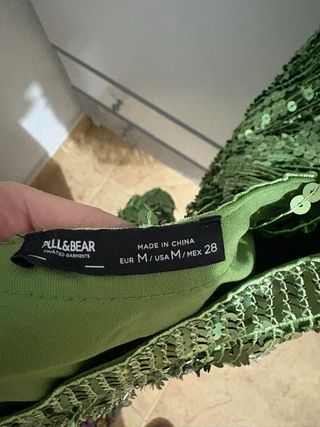 PULL&BEAR
MADE IN CHINA
EUR M / USA M / MEX 28